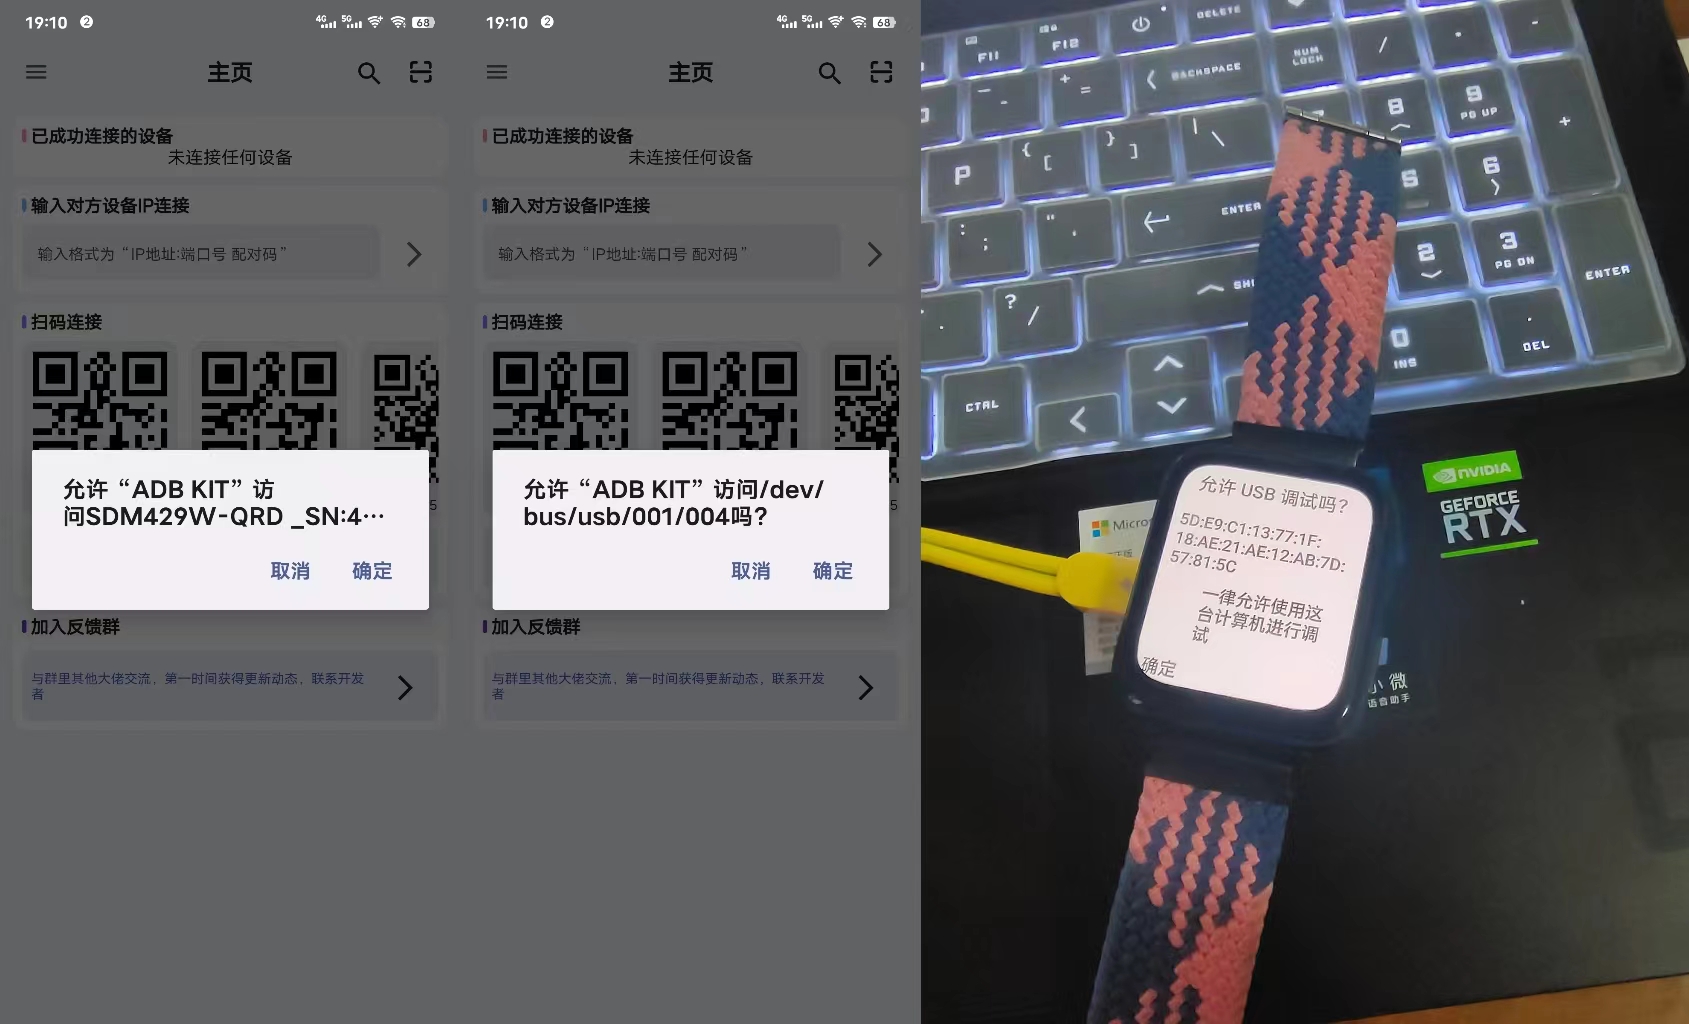 19:10 2 4G 5G 68
主页
已成功连接的设备
未连接任何设备
输入对方设备IP连接
输入格式为“IP地址:端口号 配对码”
扫码连接
允许“ADB KIT”访
问SDM429W-QRD _SN:4…
取消 确定
5
加入反馈群
与群里其他大佬交流，第一时间获得更新动态，联系开发
者
19:10 2 4G 5G 68
主页
已成功连接的设备
未连接任何设备
输入对方设备IP连接
输入格式为“IP地址:端口号 配对码”
扫码连接
允许“ADB KIT”访问/dev/
bus/usb/001/004吗?
取消 确定
5
加入反馈群
与群里其他大佬交流，第一时间获得更新动态，联系开发
者
F11 F12 DELETE
- = + BACKSPACE NUM LOCK / * -
P { [ } ] | \ 7 8 9 PG UP +
: ; " ' ENTER 5 6
. ? / SHI 2 3 PG DN ENTER
CTRL 0 INS . DEL
允许 USB 调试吗?
5D:E9:C1:13:77:1F:
18:AE:21:AE:12:AB:7D:
57:81:5C
一律允许使用这
台计算机进行调
试
确定
Micros
正版
NVIDIA
GEFORCE
RTX
小微
语音助手